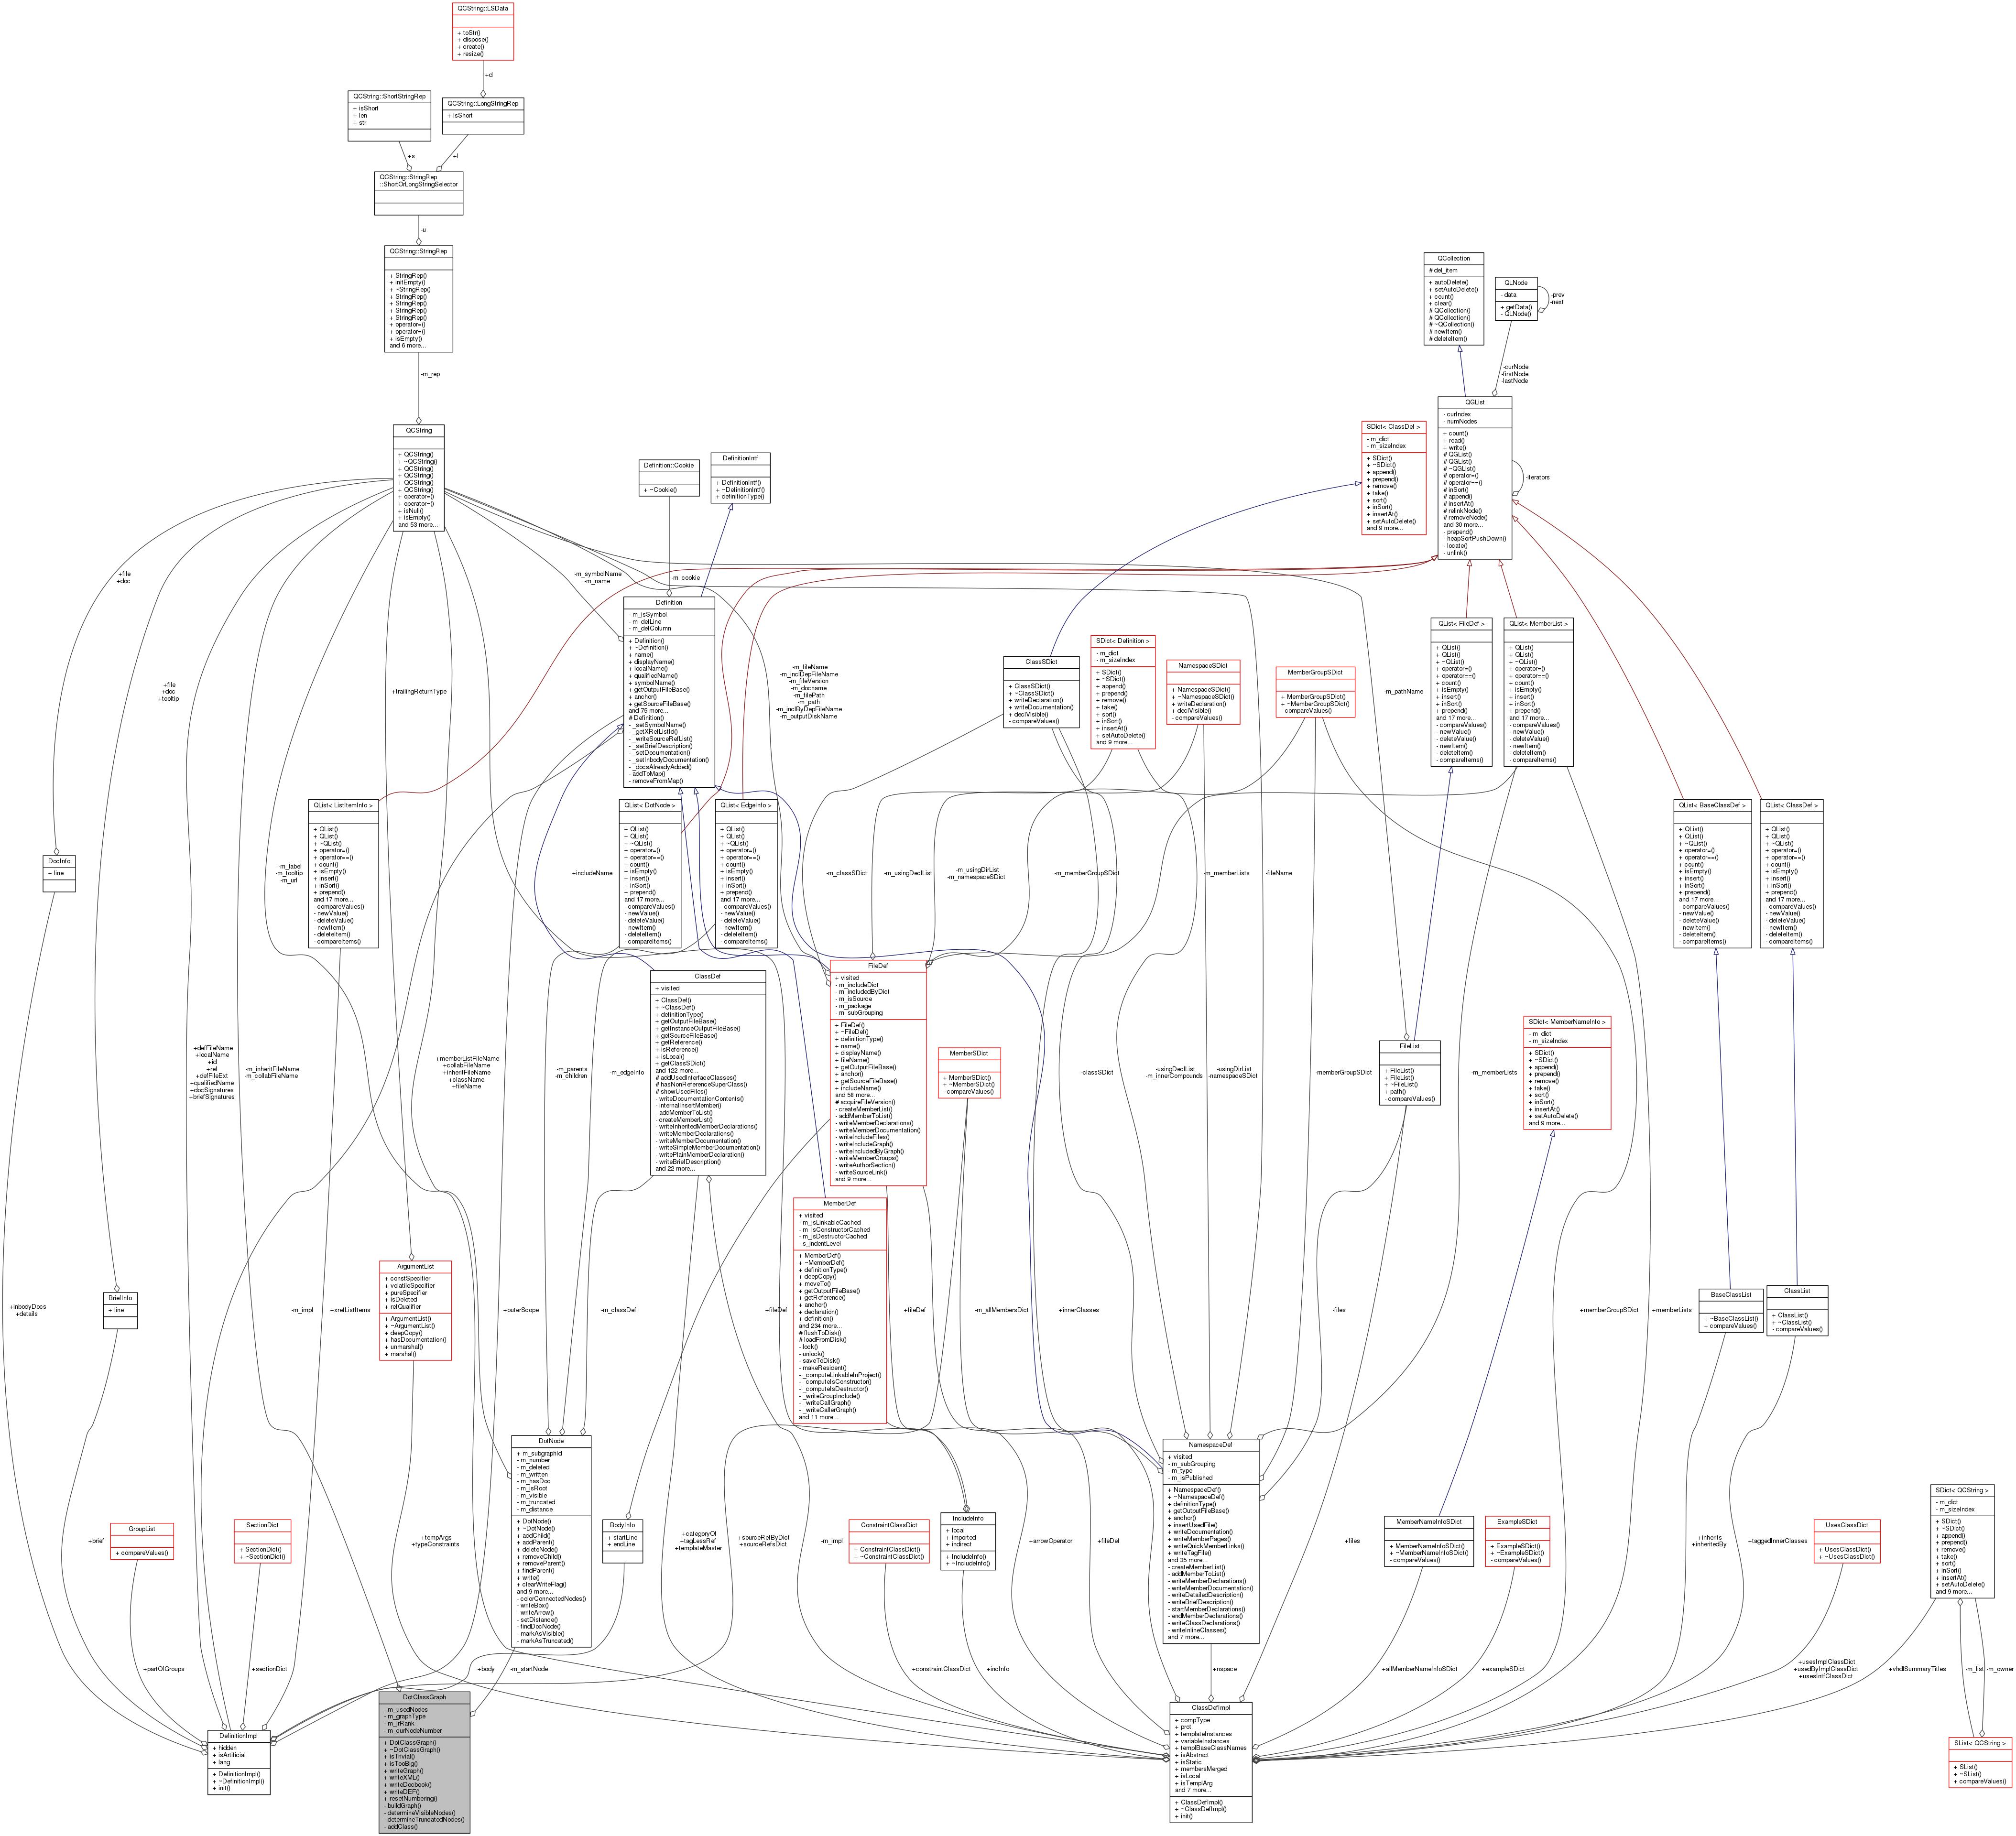 QCString::LSData
+ toStr()
+ dispose()
+ create()
+ resize()
+d
QCString::ShortStringRep
+ isShort
+ len
+ str
QCString::LongStringRep
+ isShort
+s
+l
QCString::StringRep
::ShortOrLongStringSelector
-u
QCString::StringRep
+ StringRep()
+ initEmpty()
+ ~StringRep()
+ StringRep()
+ StringRep()
+ StringRep()
+ StringRep()
+ operator=()
+ operator=()
+ isEmpty()
and 6 more...
-m_rep
QCollection
# del_item
+ autoDelete()
+ setAutoDelete()
+ count()
+ clear()
# QCollection()
# QCollection()
# ~QCollection()
# newItem()
# deleteItem()
QLNode
- data
+ getData()
- QLNode()
-prev
-next
-curNode
-firstNode
-lastNode
QGList
- curIndex
- numNodes
+ count()
+ read()
+ write()
# QGList()
# QGList()
# ~QGList()
# operator=()
# operator==()
# inSort()
# append()
# insertAt()
# relinkNode()
# removeNode()
and 30 more...
- prepend()
- heapSortPushDown()
- locate()
- unlink()
-iterators
SDict< ClassDef >
- m_dict
- m_sizeIndex
+ SDict()
+ ~SDict()
+ append()
+ prepend()
+ remove()
+ take()
+ sort()
+ inSort()
+ insertAt()
+ setAutoDelete()
and 9 more...
QCString
+ QCString()
+ ~QCString()
+ QCString()
+ QCString()
+ QCString()
+ QCString()
+ operator=()
+ operator=()
+ isNull()
+ isEmpty()
and 53 more...
Definition::Cookie
+ ~Cookie()
DefinitionIntf
+ DefinitionIntf()
+ ~DefinitionIntf()
+ definitionType()
+file
+doc
-m_symbolName
-m_name
-m_cookie
Definition
- m_isSymbol
- m_defLine
- m_defColumn
+ Definition()
+ ~Definition()
+ name()
+ displayName()
+ localName()
+ qualifiedName()
+ symbolName()
+ getOutputFileBase()
+ anchor()
+ getSourceFileBase()
and 75 more...
# Definition()
- _setSymbolName()
- _getXRefListId()
- _writeSourceRefList()
- _setBriefDescription()
- _setDocumentation()
- _setInbodyDocumentation()
- _docsAlreadyAdded()
- addToMap()
- removeFromMap()
+file
+doc
+tooltip
+trailingReturnType
-m_fileName
-m_inclDepFileName
-m_fileVersion
-m_docname
-m_filePath
-m_path
-m_inclByDepFileName
-m_outputDiskName
ClassSDict
+ ClassSDict()
+ ~ClassSDict()
+ writeDeclaration()
+ writeDocumentation()
+ declVisible()
- compareValues()
SDict< Definition >
- m_dict
- m_sizeIndex
+ SDict()
+ ~SDict()
+ append()
+ prepend()
+ remove()
+ take()
+ sort()
+ inSort()
+ insertAt()
+ setAutoDelete()
and 9 more...
NamespaceSDict
+ NamespaceSDict()
+ ~NamespaceSDict()
+ writeDeclaration()
+ declVisible()
- compareValues()
MemberGroupSDict
+ MemberGroupSDict()
+ ~MemberGroupSDict()
- compareValues()
-m_pathName
QList< FileDef >
+ QList()
+ QList()
+ ~QList()
+ operator=()
+ operator==()
+ count()
+ isEmpty()
+ insert()
+ inSort()
+ prepend()
and 17 more...
- compareValues()
- newValue()
- deleteValue()
- newItem()
- deleteItem()
- compareItems()
QList< MemberList >
+ QList()
+ QList()
+ ~QList()
+ operator=()
+ operator==()
+ count()
+ isEmpty()
+ insert()
+ inSort()
+ prepend()
and 17 more...
- compareValues()
- newValue()
- deleteValue()
- newItem()
- deleteItem()
- compareItems()
DocInfo
+ line
-m_label
-m_tooltip
-m_url
QList< ListItemInfo >
+ QList()
+ QList()
+ ~QList()
+ operator=()
+ operator==()
+ count()
+ isEmpty()
+ insert()
+ inSort()
+ prepend()
and 17 more...
- compareValues()
- newValue()
- deleteValue()
- newItem()
- deleteItem()
- compareItems()
+includeName
QList< DotNode >
+ QList()
+ QList()
+ ~QList()
+ operator=()
+ operator==()
+ count()
+ isEmpty()
+ insert()
+ inSort()
+ prepend()
and 17 more...
- compareValues()
- newValue()
- deleteValue()
- newItem()
- deleteItem()
- compareItems()
QList< EdgeInfo >
+ QList()
+ QList()
+ ~QList()
+ operator=()
+ operator==()
+ count()
+ isEmpty()
+ insert()
+ inSort()
+ prepend()
and 17 more...
- compareValues()
- newValue()
- deleteValue()
- newItem()
- deleteItem()
- compareItems()
-m_classSDict
-m_usingDeclList
-m_usingDirList
-m_namespaceSDict
-m_memberGroupSDict
-m_memberLists
-fileName
QList< BaseClassDef >
+ QList()
+ QList()
+ ~QList()
+ operator=()
+ operator==()
+ count()
+ isEmpty()
+ insert()
+ inSort()
+ prepend()
and 17 more...
- compareValues()
- newValue()
- deleteValue()
- newItem()
- deleteItem()
- compareItems()
QList< ClassDef >
+ QList()
+ QList()
+ ~QList()
+ operator=()
+ operator==()
+ count()
+ isEmpty()
+ insert()
+ inSort()
+ prepend()
and 17 more...
- compareValues()
- newValue()
- deleteValue()
- newItem()
- deleteItem()
- compareItems()
+defFileName
+localName
+id
+ref
+defFileExt
+qualifiedName
+docSignatures
+briefSignatures
-m_inheritFileName
-m_collabFileName
+memberListFileName
+collabFileName
+inheritFileName
+className
+fileName
-m_parents
-m_children
-m_edgeInfo
ClassDef
+ visited
+ ClassDef()
+ ~ClassDef()
+ definitionType()
+ getOutputFileBase()
+ getInstanceOutputFileBase()
+ getSourceFileBase()
+ getReference()
+ isReference()
+ isLocal()
+ getClassSDict()
and 122 more...
# addUsedInterfaceClasses()
# hasNonReferenceSuperClass()
# showUsedFiles()
- writeDocumentationContents()
- internalInsertMember()
- addMemberToList()
- createMemberList()
- writeInheritedMemberDeclarations()
- writeMemberDeclarations()
- writeMemberDocumentation()
- writeSimpleMemberDocumentation()
- writePlainMemberDeclaration()
- writeBriefDescription()
and 22 more...
FileDef
+ visited
- m_includeDict
- m_includedByDict
- m_isSource
- m_package
- m_subGrouping
+ FileDef()
+ ~FileDef()
+ definitionType()
+ name()
+ displayName()
+ fileName()
+ getOutputFileBase()
+ anchor()
+ getSourceFileBase()
+ includeName()
and 58 more...
# acquireFileVersion()
- createMemberList()
- addMemberToList()
- writeMemberDeclarations()
- writeMemberDocumentation()
- writeIncludeFiles()
- writeIncludeGraph()
- writeIncludedByGraph()
- writeMemberGroups()
- writeAuthorSection()
- writeSourceLink()
and 9 more...
MemberSDict
+ MemberSDict()
+ ~MemberSDict()
- compareValues()
-classSDict
-usingDeclList
-m_innerCompounds
-usingDirList
-namespaceSDict
-memberGroupSDict
FileList
+ FileList()
+ FileList()
+ ~FileList()
+ path()
- compareValues()
-m_memberLists
SDict< MemberNameInfo >
- m_dict
- m_sizeIndex
+ SDict()
+ ~SDict()
+ append()
+ prepend()
+ remove()
+ take()
+ sort()
+ inSort()
+ insertAt()
+ setAutoDelete()
and 9 more...
+inbodyDocs
+details
BriefInfo
+ line
-m_impl
+xrefListItems
ArgumentList
+ constSpecifier
+ volatileSpecifier
+ pureSpecifier
+ isDeleted
+ refQualifier
+ ArgumentList()
+ ~ArgumentList()
+ deepCopy()
+ hasDocumentation()
+ unmarshal()
+ marshal()
+outerScope
-m_classDef
+fileDef
MemberDef
+ visited
- m_isLinkableCached
- m_isConstructorCached
- m_isDestructorCached
- s_indentLevel
+ MemberDef()
+ ~MemberDef()
+ definitionType()
+ deepCopy()
+ moveTo()
+ getOutputFileBase()
+ getReference()
+ anchor()
+ declaration()
+ definition()
and 234 more...
# flushToDisk()
# loadFromDisk()
- lock()
- unlock()
- saveToDisk()
- makeResident()
- _computeLinkableInProject()
- _computeIsConstructor()
- _computeIsDestructor()
- _writeGroupInclude()
- _writeCallGraph()
- _writeCallerGraph()
and 11 more...
+fileDef
-m_allMembersDict
+innerClasses
-files
+memberGroupSDict
+memberLists
BaseClassList
+ ~BaseClassList()
+ compareValues()
ClassList
+ ClassList()
+ ~ClassList()
- compareValues()
DotNode
+ m_subgraphId
- m_number
- m_deleted
- m_written
- m_hasDoc
- m_isRoot
- m_visible
- m_truncated
- m_distance
+ DotNode()
+ ~DotNode()
+ addChild()
+ addParent()
+ deleteNode()
+ removeChild()
+ removeParent()
+ findParent()
+ write()
+ clearWriteFlag()
and 9 more...
- colorConnectedNodes()
- writeBox()
- writeArrow()
- setDistance()
- findDocNode()
- markAsVisible()
- markAsTruncated()
NamespaceDef
+ visited
- m_subGrouping
- m_type
- m_isPublished
+ NamespaceDef()
+ ~NamespaceDef()
+ definitionType()
+ getOutputFileBase()
+ anchor()
+ insertUsedFile()
+ writeDocumentation()
+ writeMemberPages()
+ writeQuickMemberLinks()
+ writeTagFile()
and 35 more...
- createMemberList()
- addMemberToList()
- writeMemberDeclarations()
- writeMemberDocumentation()
- writeDetailedDescription()
- writeBriefDescription()
- startMemberDeclarations()
- endMemberDeclarations()
- writeClassDeclarations()
- writeInlineClasses()
and 7 more...
+brief
GroupList
+ compareValues()
SectionDict
+ SectionDict()
+ ~SectionDict()
+tempArgs
+typeConstraints
BodyInfo
+ startLine
+ endLine
+categoryOf
+tagLessRef
+templateMaster
+sourceRefByDict
+sourceRefsDict
-m_impl
ConstraintClassDict
+ ConstraintClassDict()
+ ~ConstraintClassDict()
IncludeInfo
+ local
+ imported
+ indirect
+ IncludeInfo()
+ ~IncludeInfo()
+arrowOperator
+fileDef
+files
MemberNameInfoSDict
+ MemberNameInfoSDict()
+ ~MemberNameInfoSDict()
- compareValues()
ExampleSDict
+ ExampleSDict()
+ ~ExampleSDict()
- compareValues()
+inherits
+inheritedBy
+taggedInnerClasses
UsesClassDict
+ UsesClassDict()
+ ~UsesClassDict()
SDict< QCString >
- m_dict
- m_sizeIndex
+ SDict()
+ ~SDict()
+ append()
+ prepend()
+ remove()
+ take()
+ sort()
+ inSort()
+ insertAt()
+ setAutoDelete()
and 9 more...
+partOfGroups
+sectionDict
+body
-m_startNode
+constraintClassDict
+incInfo
+nspace
+allMemberNameInfoSDict
+exampleSDict
+usesImplClassDict
+usedByImplClassDict
+usesIntfClassDict
+vhdlSummaryTitles
-m_list
-m_owner
DefinitionImpl
+ hidden
+ isArtificial
+ lang
+ DefinitionImpl()
+ ~DefinitionImpl()
+ init()
DotClassGraph
- m_usedNodes
- m_graphType
- m_lrRank
- m_curNodeNumber
+ DotClassGraph()
+ ~DotClassGraph()
+ isTrivial()
+ isTooBig()
+ writeGraph()
+ writeXML()
+ writeDocbook()
+ writeDEF()
+ resetNumbering()
- buildGraph()
- determineVisibleNodes()
- determineTruncatedNodes()
- addClass()
ClassDefImpl
+ compType
+ prot
+ templateInstances
+ variableInstances
+ templBaseClassNames
+ isAbstract
+ isStatic
+ membersMerged
+ isLocal
+ isTemplArg
and 7 more...
+ ClassDefImpl()
+ ~ClassDefImpl()
+ init()
SList< QCString >
+ SList()
+ ~SList()
+ compareValues()